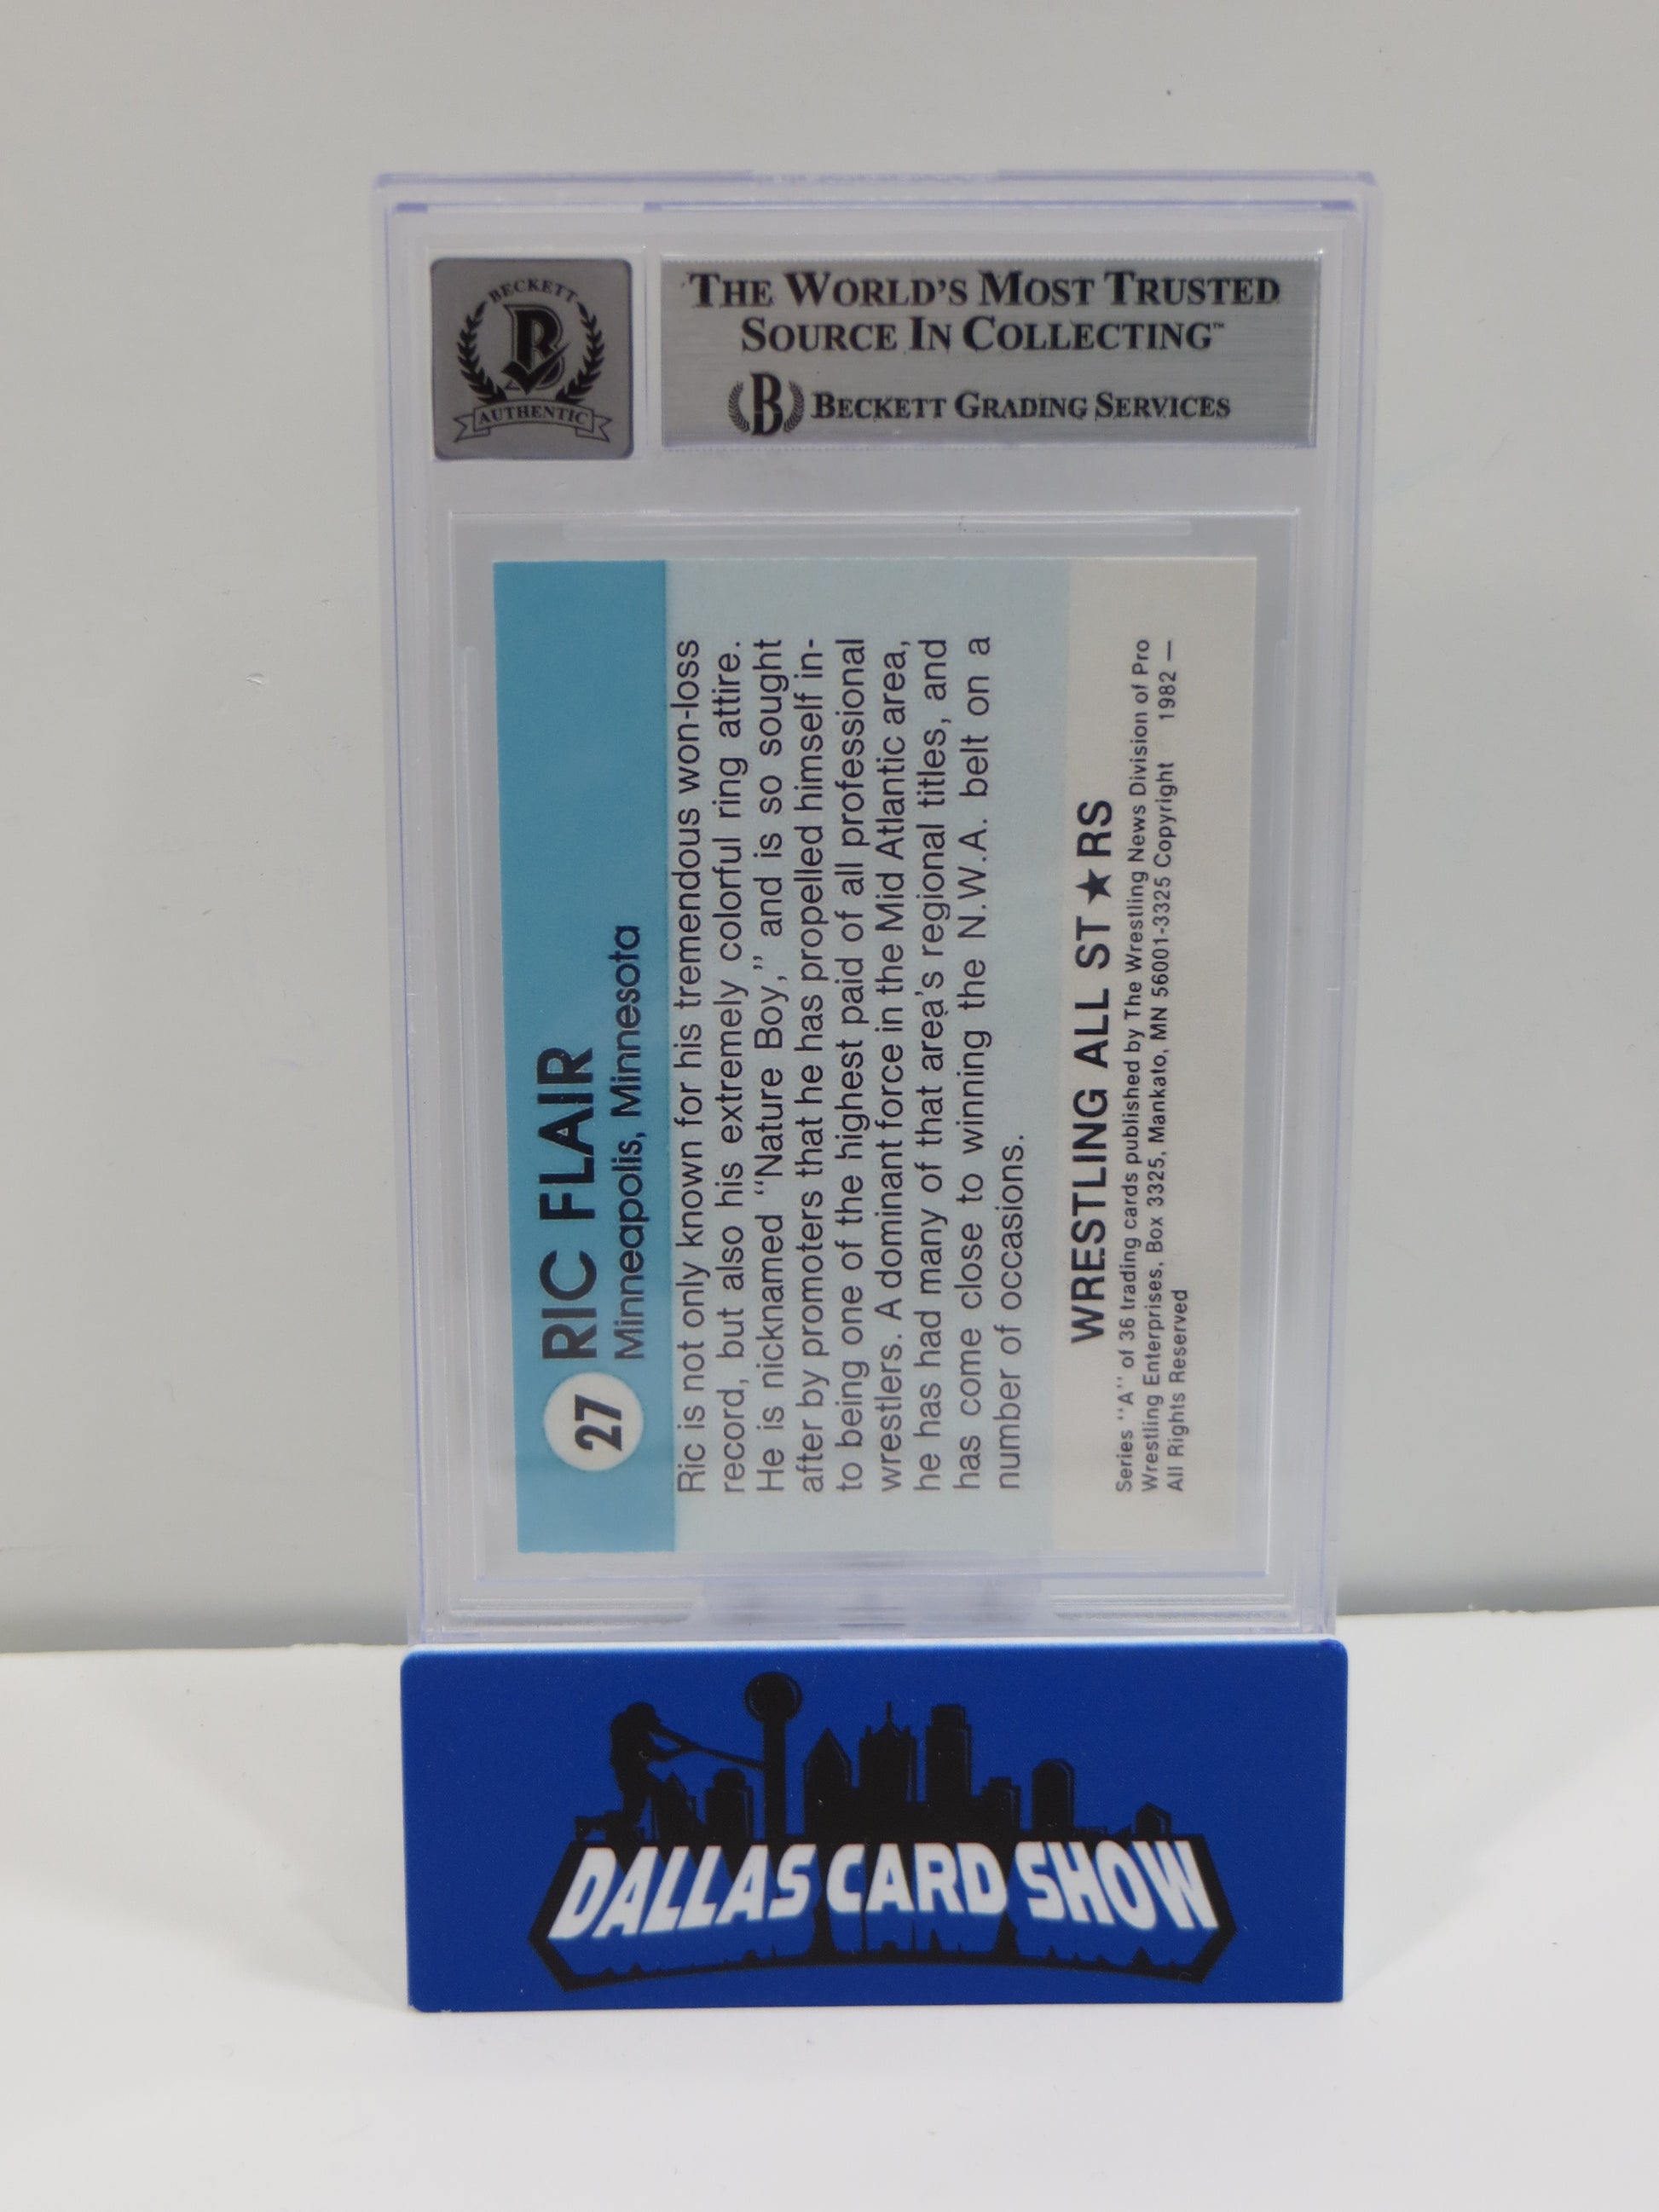 BECKETT
B
AUTHENTIC
THE WORLD'S MOST TRUSTED
SOURCE IN COLLECTING™
B BECKETT GRADING SERVICES
27 RIC FLAIR
Minneapolis, Minnesota
Ric is not only known for his tremendous won-loss
record, but also his extremely colorful ring attire.
He is nicknamed “Nature Boy,” and is so sought
after by promoters that he has propelled himself in-
to being one of the highest paid of all professional
wrestlers. A dominant force in the Mid Atlantic area,
he has had many of that area's regional titles, and
has come close to winning the N.W.A. belt on a
number of occasions.
WRESTLING ALL ST★RS
Series "A" of 36 trading cards published by The Wrestling News Division of Pro
Wrestling Enterprises, Box 3325, Mankato, MN 56001-3325 Copyright 1982 —
All Rights Reserved
DALLAS CARD SHOW